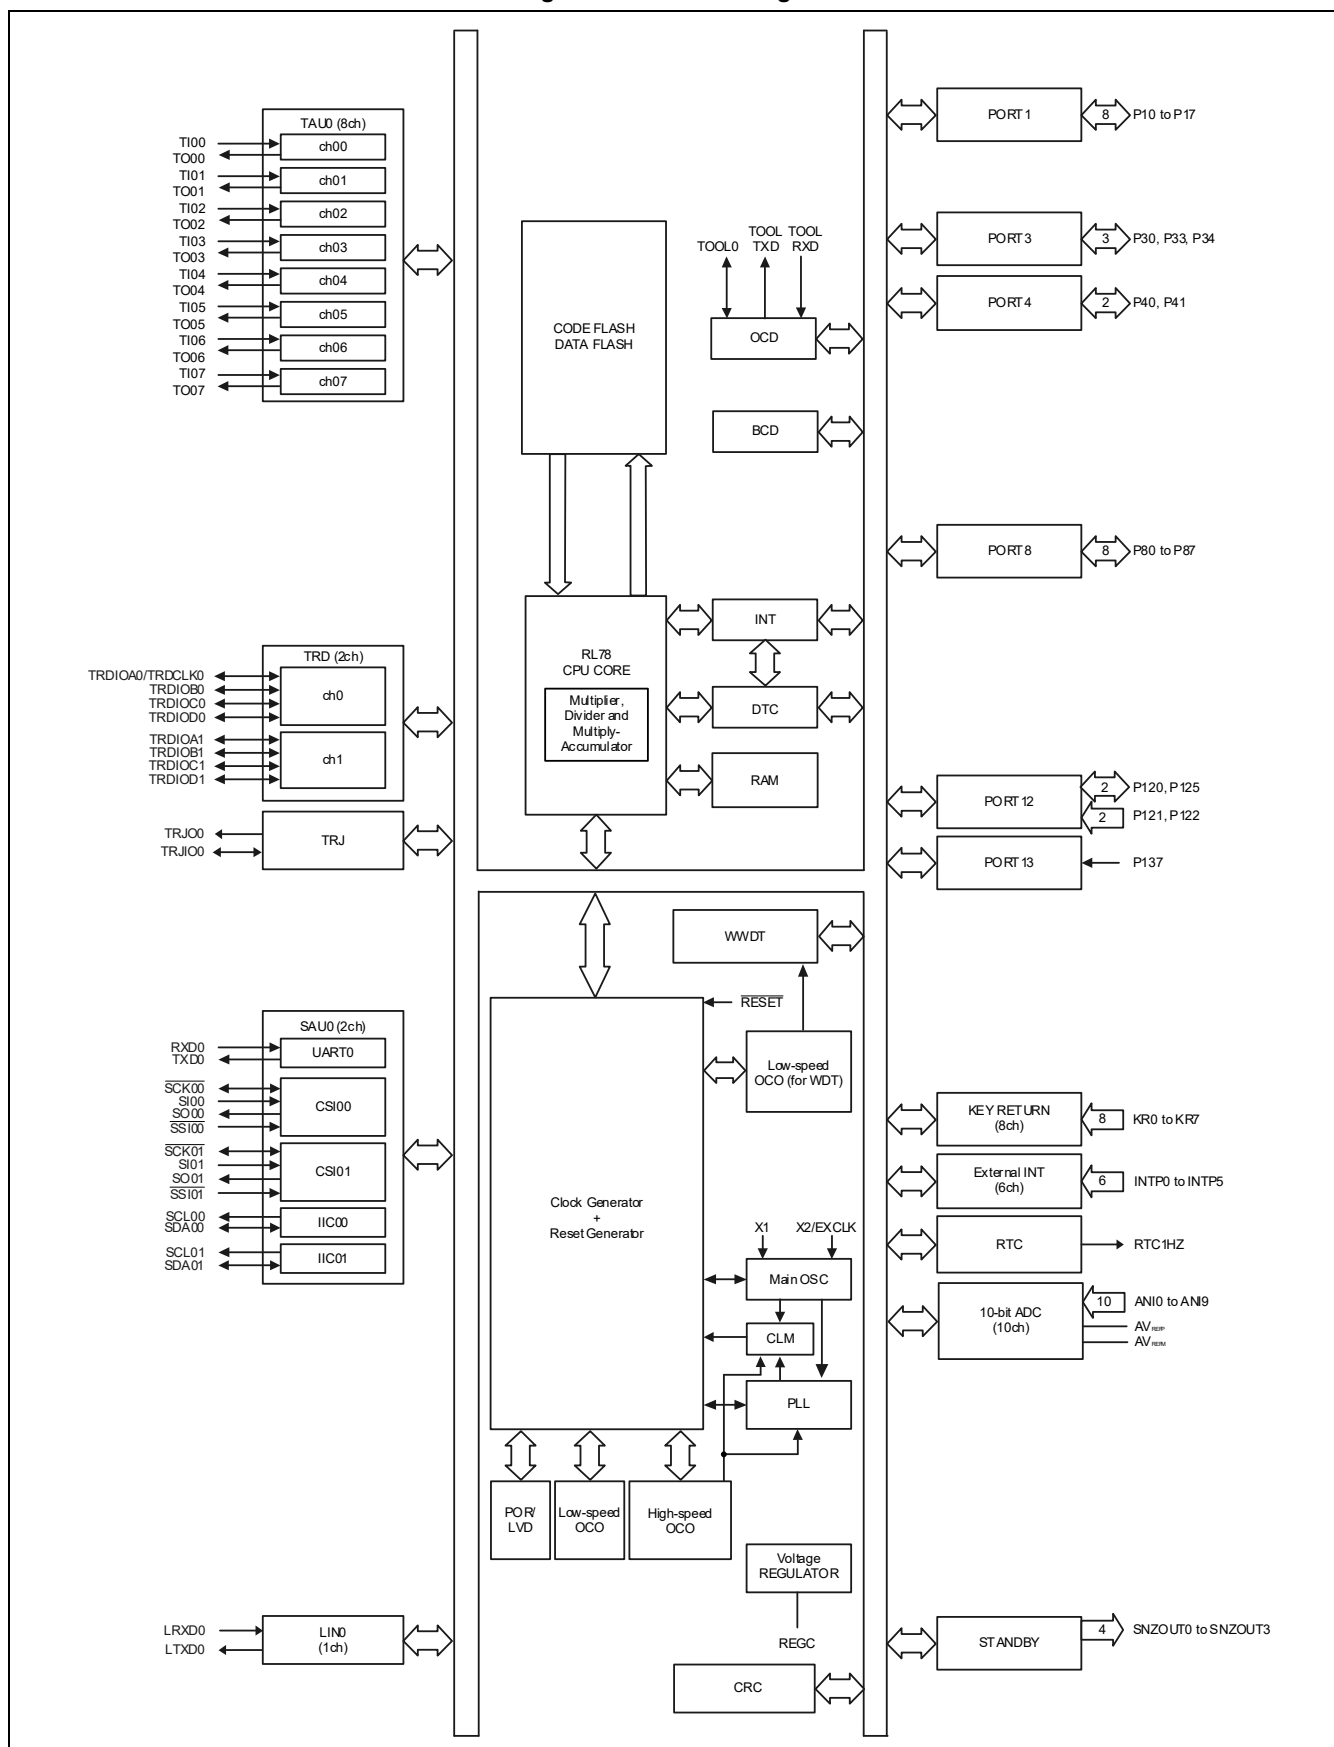 TAU0 (8ch)
TI00
TO00
ch00
TI01
TO01
ch01
TI02
TO02
ch02
TI03
TO03
ch03
TI04
TO04
ch04
TI05
TO05
ch05
TI06
TO06
ch06
TI07
TO07
ch07
TRD (2ch)
TRDIOA0/TRDCLK0
TRDIOB0
TRDIOC0
TRDIOD0
ch0
TRDIOA1
TRDIOB1
TRDIOC1
TRDIOD1
ch1
TRJO0
TRJIO0
TRJ
SAU0 (2ch)
RXD0
TXD0
UART0
SCK00
SI00
SO00
SSI00
CSI00
SCK01
SI01
SO01
SSI01
CSI01
SCL00
SDA00
IIC00
SCL01
SDA01
IIC01
LRXD0
LTXD0
LIN0
(1ch)
CODE FLASH
DATA FLASH
TOOL0
TOOL
TXD
TOOL
RXD
OCD
BCD
RL78
CPU CORE
Multiplier,
Divider and
Multiply-
Accumulator
INT
DTC
RAM
WWDT
RESET
Low-speed
OCO (for WDT)
Clock Generator
+
Reset Generator
X1
X2/EXCLK
Main OSC
CLM
PLL
POR/
LVD
Low-speed
OCO
High-speed
OCO
Voltage
REGULATOR
REGC
CRC
PORT 1
8
P10 to P17
PORT 3
3
P30, P33, P34
PORT 4
2
P40, P41
PORT 8
8
P80 to P87
PORT 12
2
P120, P125
2
P121, P122
PORT 13
P137
KEY RETURN
(8ch)
8
KR0 to KR7
External INT
(6ch)
6
INTP0 to INTP5
RTC
RTC1HZ
10-bit ADC
(10ch)
10
ANI0 to ANI9
AVREFP
AVREFM
STANDBY
4
SNZOUT0 to SNZOUT3